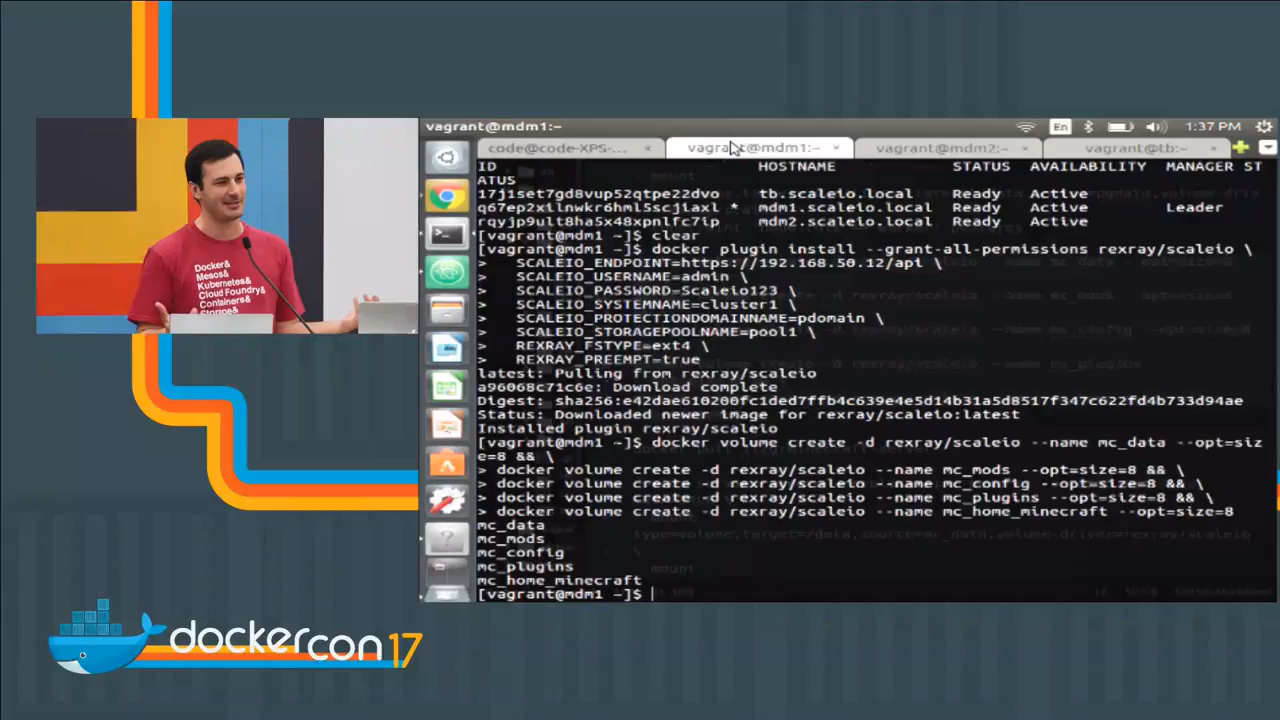 vagrant@mdm1:~
En
1:37 PM
code@code-XPS-...
vagrant@mdm1:~
vagrant@mdm2:~
vagrant@tb:~
ID HOSTNAME STATUS AVAILABILITY MANAGER ST
ATUS
17j1set7gd8vup52qtpe22dvo tb.scaleio.local Ready Active
q67ep2xilnwkr6hml5scj1axl * mdm1.scaleio.local Ready Active Leader
rqyjp9ult8ha5x48xpnlfc7ip mdm2.scaleio.local Ready Active
[vagrant@mdm1 ~]$ clear
[vagrant@mdm1 ~]$ docker plugin install --grant-all-permissions rexray/scaleio \
> SCALEIO_ENDPOINT=https://192.168.50.12/api \
> SCALEIO_USERNAME=admin \
> SCALEIO_PASSWORD=Scaleio123 \
> SCALEIO_SYSTEMNAME=cluster1 \
> SCALEIO_PROTECTIONDOMAINNAME=pdomain \
> SCALEIO_STORAGEPOOLNAME=pool1 \
> REXRAY_FSTYPE=ext4 \
> REXRAY_PREEMPT=true
latest: Pulling from rexray/scaleio
a96068c71c6e: Download complete
Digest: sha256:e42dae610200fc1ded7ffb4c639e4e5d14b31a5d8517f347c622fd4b733d94ae
Status: Downloaded newer image for rexray/scaleio:latest
Installed plugin rexray/scaleio
[vagrant@mdm1 ~]$ docker volume create -d rexray/scaleio --name mc_data --opt=siz
e=8 && \
> docker volume create -d rexray/scaleio --name mc_mods --opt=size=8 && \
> docker volume create -d rexray/scaleio --name mc_config --opt=size=8 && \
> docker volume create -d rexray/scaleio --name mc_plugins --opt=size=8 && \
> docker volume create -d rexray/scaleio --name mc_home_minecraft --opt=size=8
mc_data
mc_mods
mc_config
mc_plugins
mc_home_minecraft
[vagrant@mdm1 ~]$
Docker&
Mesos&
Kubernetes&
Cloud Foundry&
Containers&
Storage&
dockercon 17